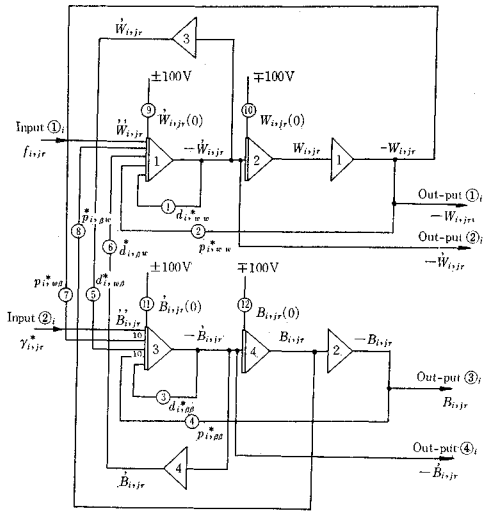 Ẇi,jr
3
±100V
∓100V
9 Ẇi,jr(0)
10 Wi,jr(0)
Input ①i
Ẅi,jr
fi,jr
1
−Ẇi,jr
2
Wi,jr
1
−Wi,jr
1
d*i,ww
2
p*i,ww
Out-put ①i
−Wi,jr
Out-put ②i
−Ẇi,jr
8
p*i,βw
6
d*i,βw
p*i,wβ
7
5
d*i,wβ
±100V
∓100V
11 Ḃi,jr(0)
12 Bi,jr(0)
Input ②i
B̈i,jr
γ*i,jr
10
10
3
−Ḃi,jr
4
Bi,jr
2
−Bi,jr
3
d*i,ββ
4
p*i,ββ
Out-put ③i
Bi,jr
Out-put ④i
−Ḃi,jr
4
Ḃi,jr